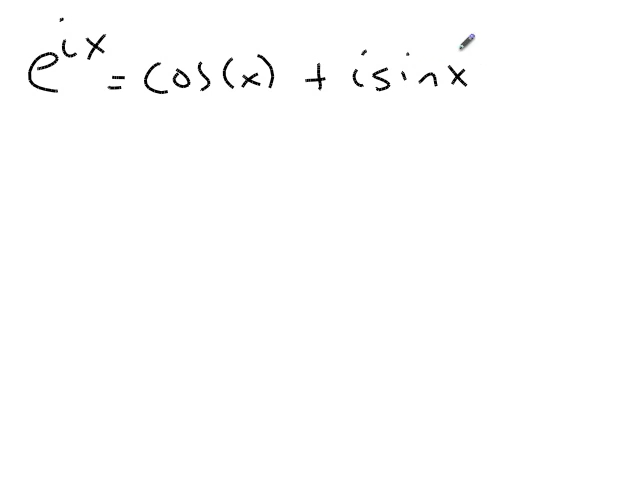 e^{ix} = cos(x) + isinx